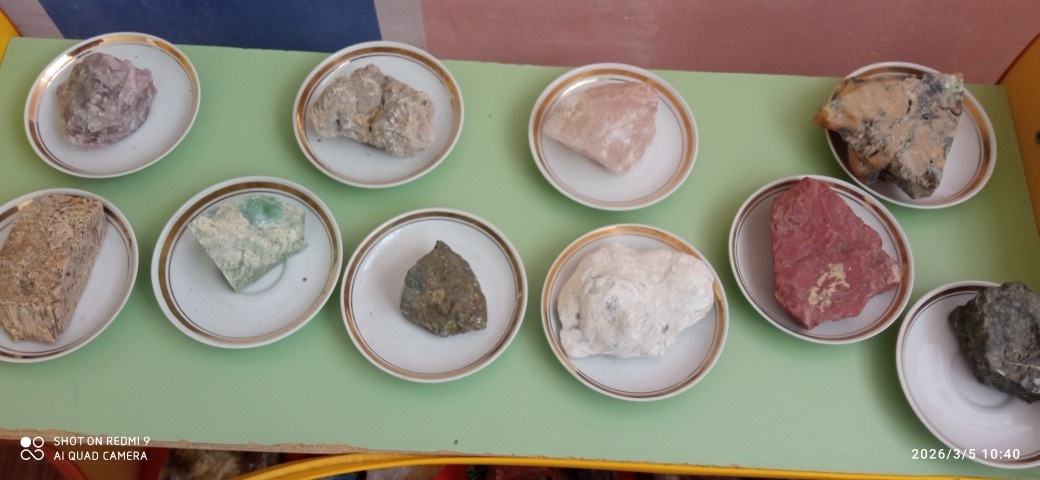 SHOT ON REDMI 9
AI QUAD CAMERA
2026/3/5 10:40